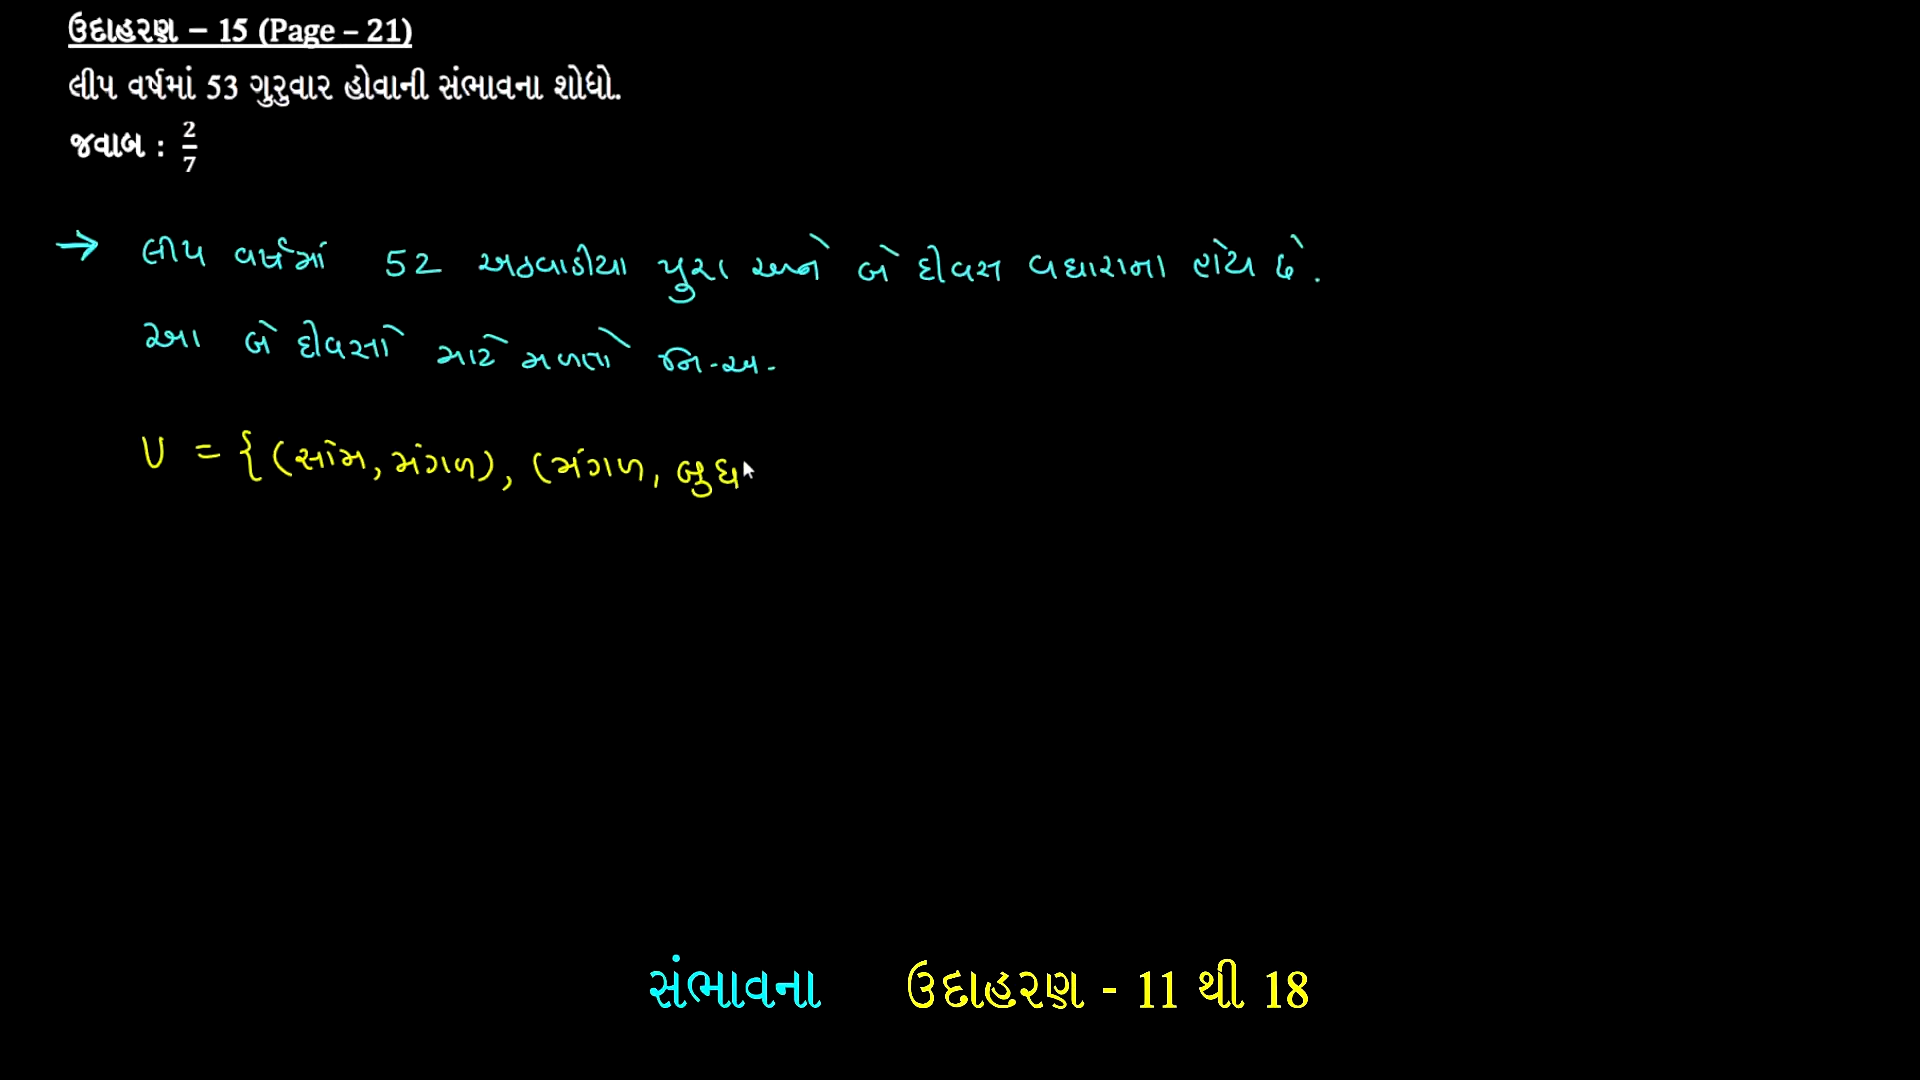 ઉદાહરણ – 15 (Page – 21)
લીપ વર્ષમાં 53 ગુરુવાર હોવાની સંભાવના શોધો.
જવાબ : 2/7
→ લીપ વર્ષમાં 52 અઠવાડીયા પુરા અને બે દીવસ વધારાના હોય છે.
આ બે દીવસો માટે મળતો નિ.અ.
U = {(સોમ, મંગળ), (મંગળ, બુધ
સંભાવના ઉદાહરણ - 11 થી 18